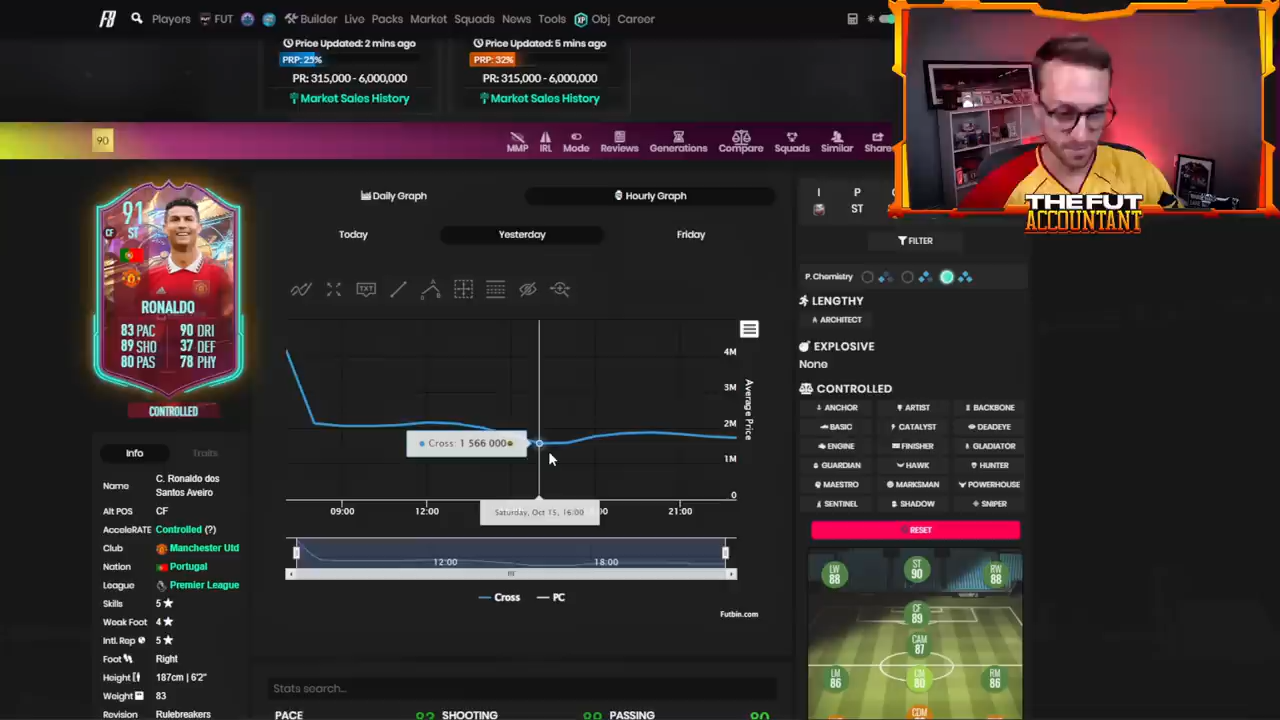 FB
Players
FUT
Builder
Live
Packs
Market
Squads
News
Tools
XP
Obj
Career
Price Updated: 2 mins ago
Price Updated: 5 mins ago
PRP: 23%
PRP: 32%
PR: 315,000 - 6,000,000
PR: 315,000 - 6,000,000
Market Sales History
Market Sales History
90
MMP
IRL
Mode
Reviews
Generations
Compare
Squads
Similar
Share
THE FUT
ACCOUNTANT
91
CF
ST
RONALDO
83 PAC
90 DRI
89 SHO
37 DEF
80 PAS
78 PHY
CONTROLLED
Daily Graph
Hourly Graph
Today
Yesterday
Friday
TXT
4M
3M
2M
1M
0
Average Price
Cross: 1 566 000
09:00
12:00
21:00
Saturday, Oct 15, 16:00
12:00
18:00
Cross
PC
Futbin.com
Stats search...
PACE
83
SHOOTING
89
PASSING
80
Info
Traits
Name
C. Ronaldo dos
Santos Aveiro
Alt POS
CF
AcceleRATE
Controlled (?)
Club
Manchester Utd
Nation
Portugal
League
Premier League
Skills
5
Weak Foot
4
Intl. Rep
5
Foot
Right
Height
187cm | 6'2"
Weight
83
Revision
Rulebreakers
I
P
ST
FILTER
P. Chemistry
LENGTHY
ARCHITECT
EXPLOSIVE
None
CONTROLLED
ANCHOR
ARTIST
BACKBONE
BASIC
CATALYST
DEADEYE
ENGINE
FINISHER
GLADIATOR
GUARDIAN
HAWK
HUNTER
MAESTRO
MARKSMAN
POWERHOUSE
SENTINEL
SHADOW
SNIPER
RESET
LW
88
ST
90
RW
88
CF
89
CAM
87
LM
86
CM
80
RM
86
CDM